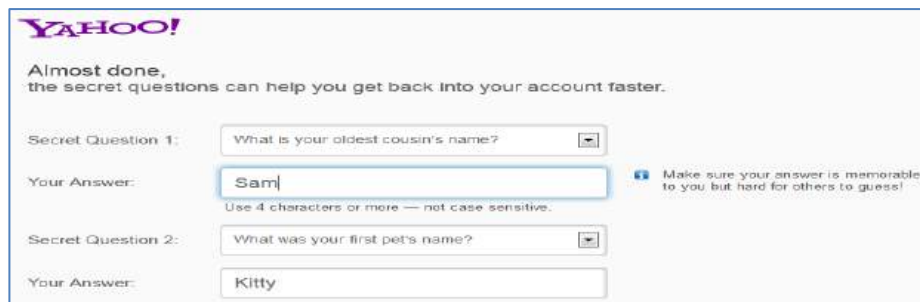 YAHOO!
Almost done,
the secret questions can help you get back into your account faster.
Secret Question 1: What is your oldest cousin's name?
Your Answer: Sam
Make sure your answer is memorable
to you but hard for others to guess!
Use 4 characters or more — not case sensitive.
Secret Question 2: What was your first pet's name?
Your Answer: Kitty